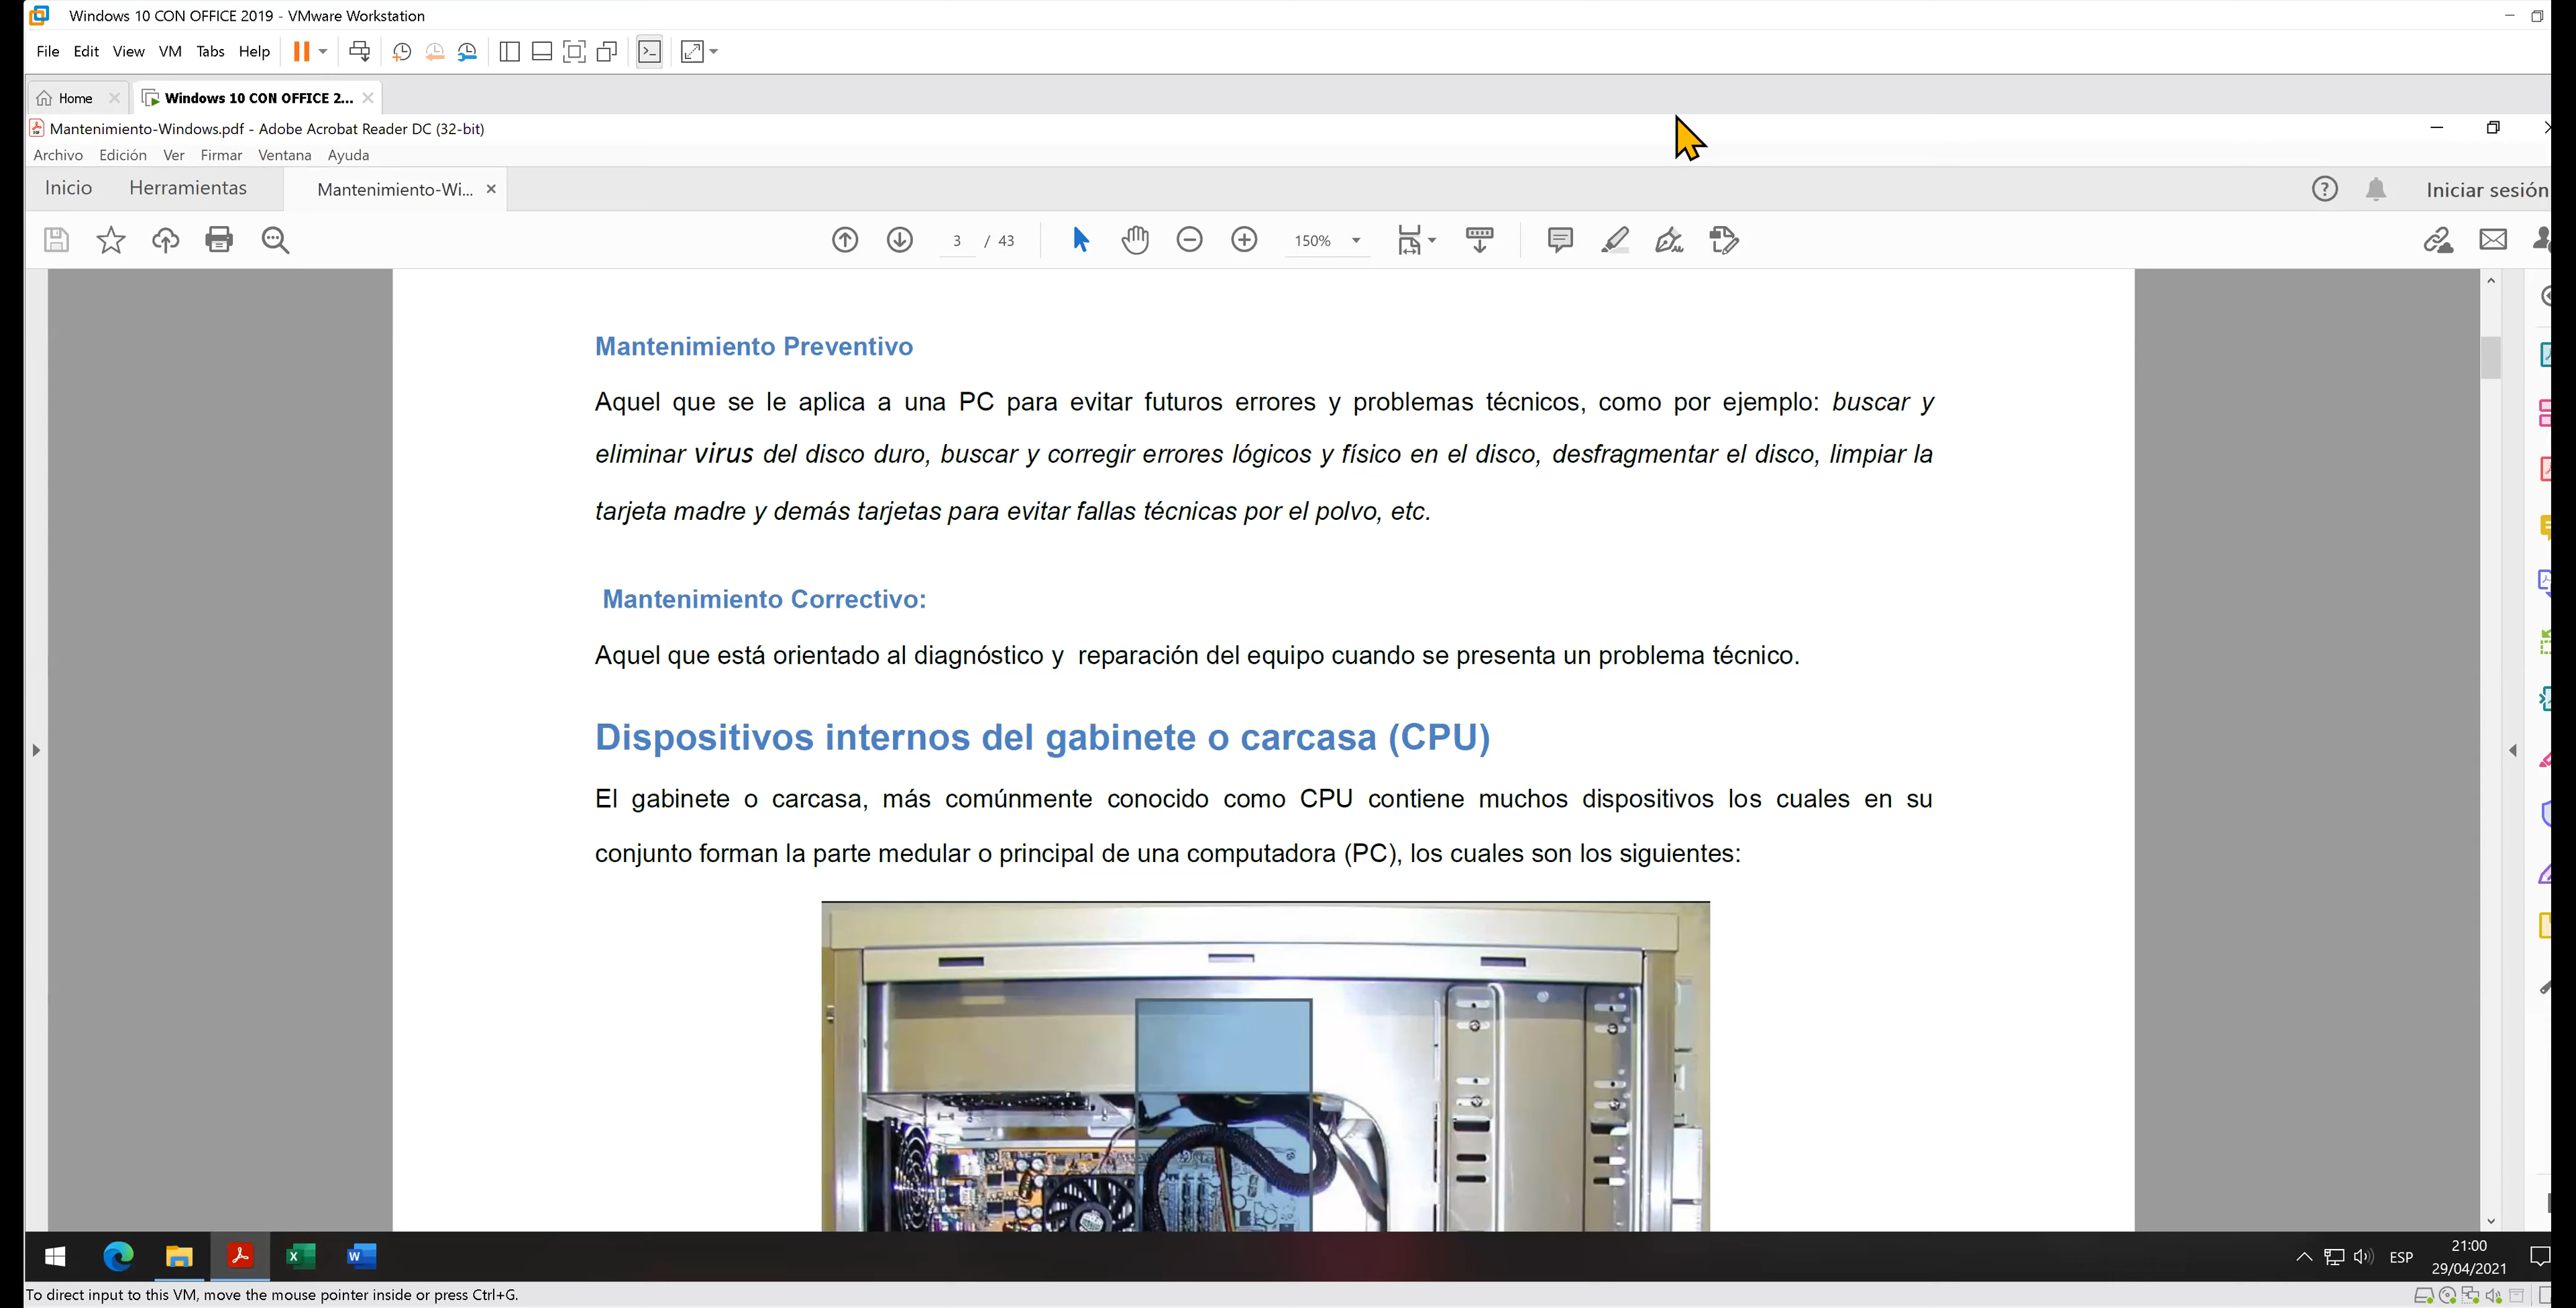 Windows 10 CON OFFICE 2019 - VMware Workstation
File Edit View VM Tabs Help
Home Windows 10 CON OFFICE 2...
Mantenimiento-Windows.pdf - Adobe Acrobat Reader DC (32-bit)
Archivo Edición Ver Firmar Ventana Ayuda
Inicio Herramientas Mantenimiento-Wi... Iniciar sesión
3 / 43 150%
Mantenimiento Preventivo
Aquel que se le aplica a una PC para evitar futuros errores y problemas técnicos, como por ejemplo: buscar y
eliminar virus del disco duro, buscar y corregir errores lógicos y físico en el disco, desfragmentar el disco, limpiar la
tarjeta madre y demás tarjetas para evitar fallas técnicas por el polvo, etc.
Mantenimiento Correctivo:
Aquel que está orientado al diagnóstico y reparación del equipo cuando se presenta un problema técnico.
Dispositivos internos del gabinete o carcasa (CPU)
El gabinete o carcasa, más comúnmente conocido como CPU contiene muchos dispositivos los cuales en su
conjunto forman la parte medular o principal de una computadora (PC), los cuales son los siguientes:
ESP
21:00
29/04/2021
To direct input to this VM, move the mouse pointer inside or press Ctrl+G.